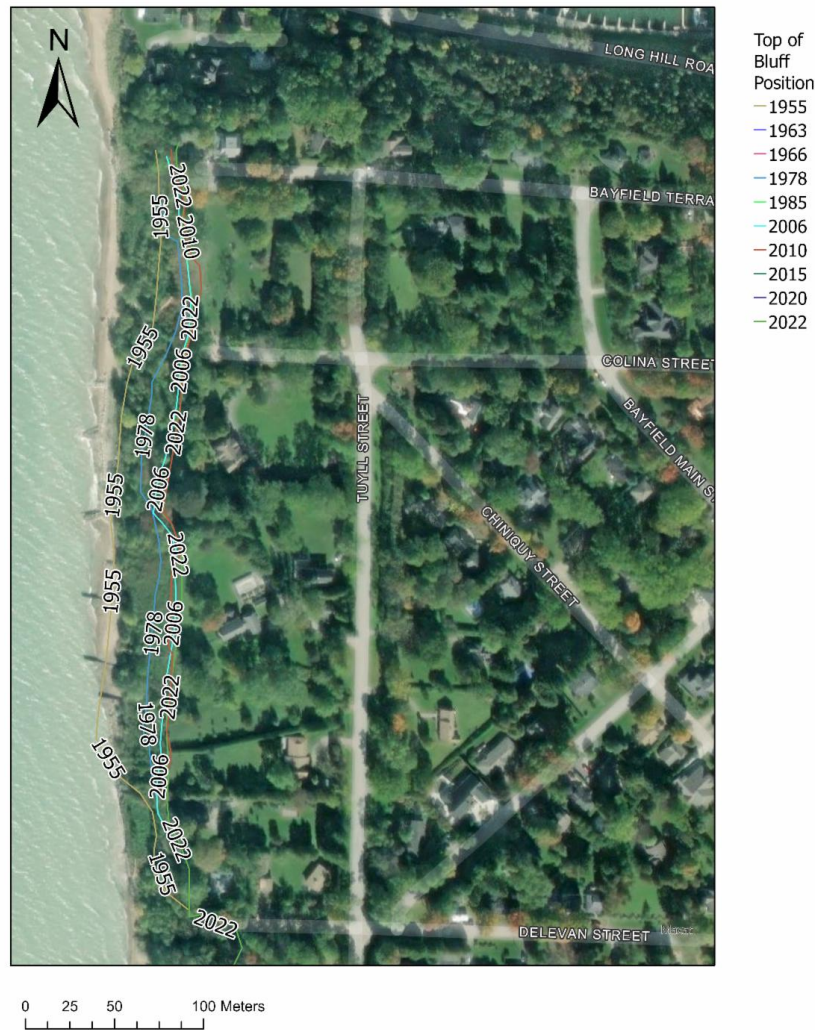 N
LONG HILL ROA
BAYFIELD TERRA
COLINA STREET
BAYFIELD MAIN S
TUYLL STREET
CHINIQUY STREET
DELEVAN STREET
2022
1955
2010
2022
1955
2006
1978
2022
2006
1955
2022
1955
2006
1978
2022
1978
1955
2006
2022
1955
2022
Top of
Bluff
Position
1955
1963
1966
1978
1985
2006
2010
2015
2020
2022
0 25 50 100 Meters